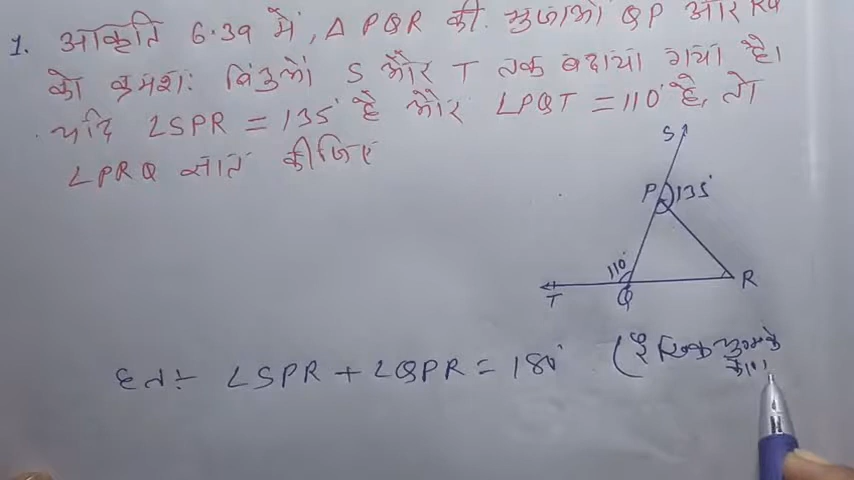 1. आकृति 6.39 में, Δ PQR की भुजाओं QP और RQ
को क्रमशः बिंदुओं S और T तक बढ़ाया गया है।
यदि ∠SPR = 135° है और ∠PQT = 110° है, तो
∠PRQ ज्ञात कीजिए
S
P 135°
110°
T Q R
हल÷ ∠SPR + ∠QPR = 180°